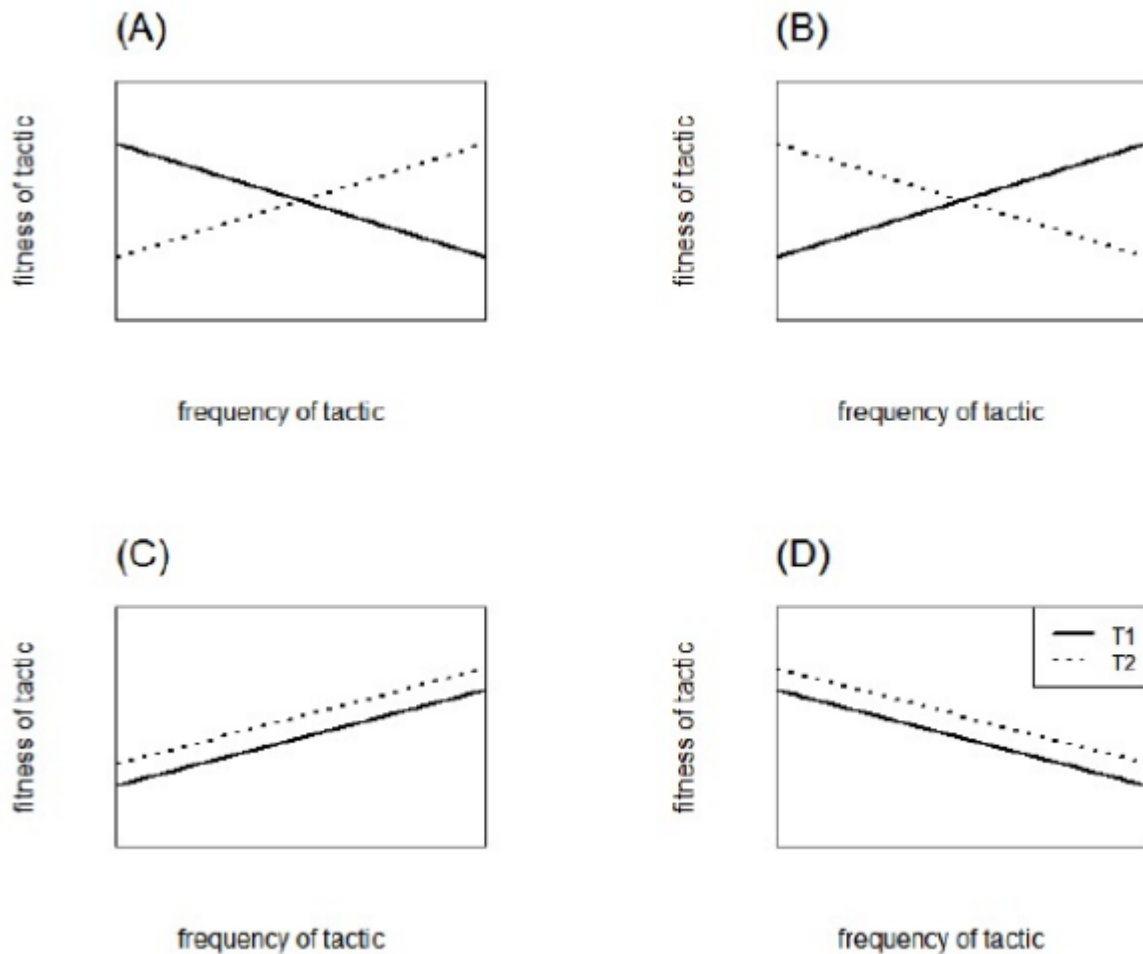 (A)
fitness of tactic
frequency of tactic
(B)
fitness of tactic
frequency of tactic
(C)
fitness of tactic
frequency of tactic
(D)
fitness of tactic
T1
T2
frequency of tactic